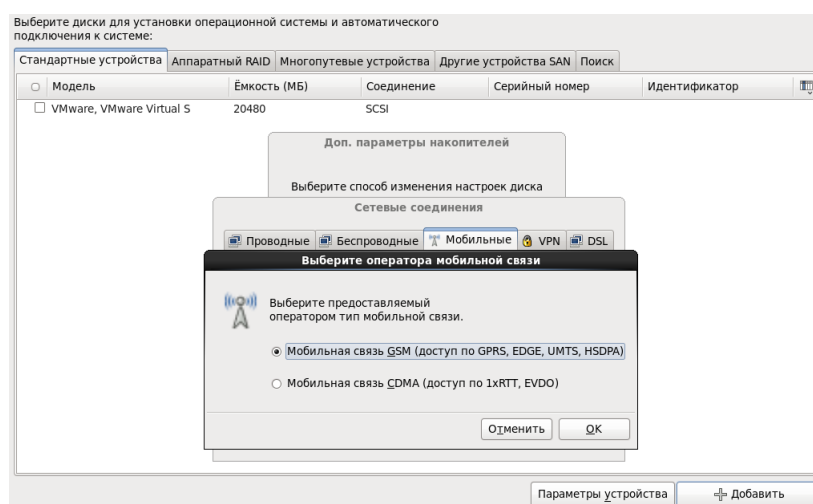 Выберите диски для установки операционной системы и автоматического
подключения к системе:
Стандартные устройства Аппаратный RAID Многопутевые устройства Другие устройства SAN Поиск
Модель Ёмкость (МБ) Соединение Серийный номер Идентификатор
VMware, VMware Virtual S 20480 SCSI
Доп. параметры накопителей
Выберите способ изменения настроек диска
Сетевые соединения
Проводные Беспроводные Мобильные VPN DSL
Выберите оператора мобильной связи
Выберите предоставляемый
оператором тип мобильной связи.
Мобильная связь GSM (доступ по GPRS, EDGE, UMTS, HSDPA)
Мобильная связь CDMA (доступ по 1xRTT, EVDO)
Отменить OK
Параметры устройства Добавить